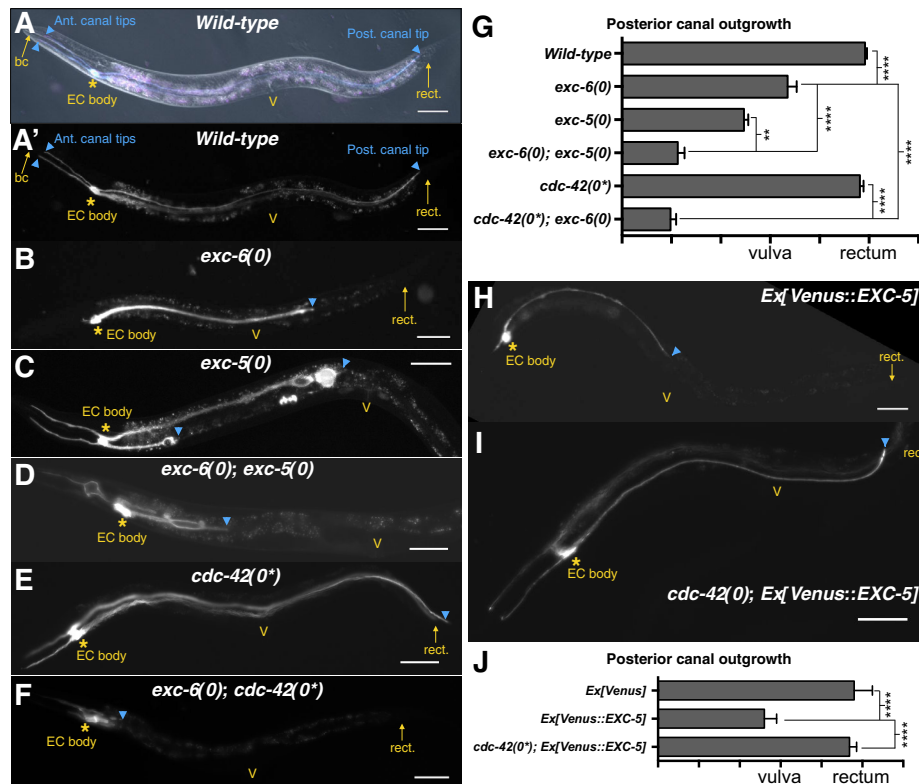 A
Wild-type
Ant. canal tips
Post. canal tip
bc
EC body
V
rect.
A'
Wild-type
Ant. canal tips
Post. canal tip
bc
EC body
V
rect.
B
exc-6(0)
EC body
V
rect.
C
exc-5(0)
EC body
V
D
exc-6(0); exc-5(0)
EC body
V
E
cdc-42(0*)
EC body
V
rect.
F
exc-6(0); cdc-42(0*)
EC body
V
rect.
G
Posterior canal outgrowth
Wild-type
exc-6(0)
exc-5(0)
exc-6(0); exc-5(0)
cdc-42(0*)
cdc-42(0*); exc-6(0)
****
**
****
****
****
vulva
rectum
H
Ex[Venus::EXC-5]
EC body
V
rect.
I
rec
V
EC body
cdc-42(0); Ex[Venus::EXC-5]
J
Posterior canal outgrowth
Ex[Venus]
Ex[Venus::EXC-5]
cdc-42(0*); Ex[Venus::EXC-5]
****
****
vulva
rectum